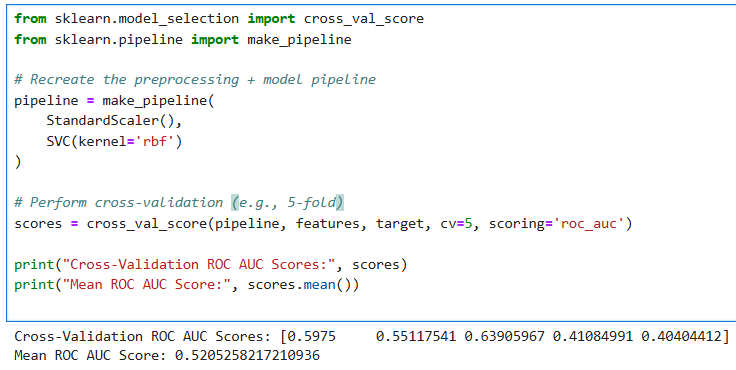 from sklearn.model_selection import cross_val_score
from sklearn.pipeline import make_pipeline
# Recreate the preprocessing + model pipeline
pipeline = make_pipeline(
    StandardScaler(),
    SVC(kernel='rbf')
)
# Perform cross-validation (e.g., 5-fold)
scores = cross_val_score(pipeline, features, target, cv=5, scoring='roc_auc')
print("Cross-Validation ROC AUC Scores:", scores)
print("Mean ROC AUC Score:", scores.mean())
Cross-Validation ROC AUC Scores: [0.5975     0.55117541 0.63905967 0.41084991 0.40404412]
Mean ROC AUC Score: 0.5205258217210936